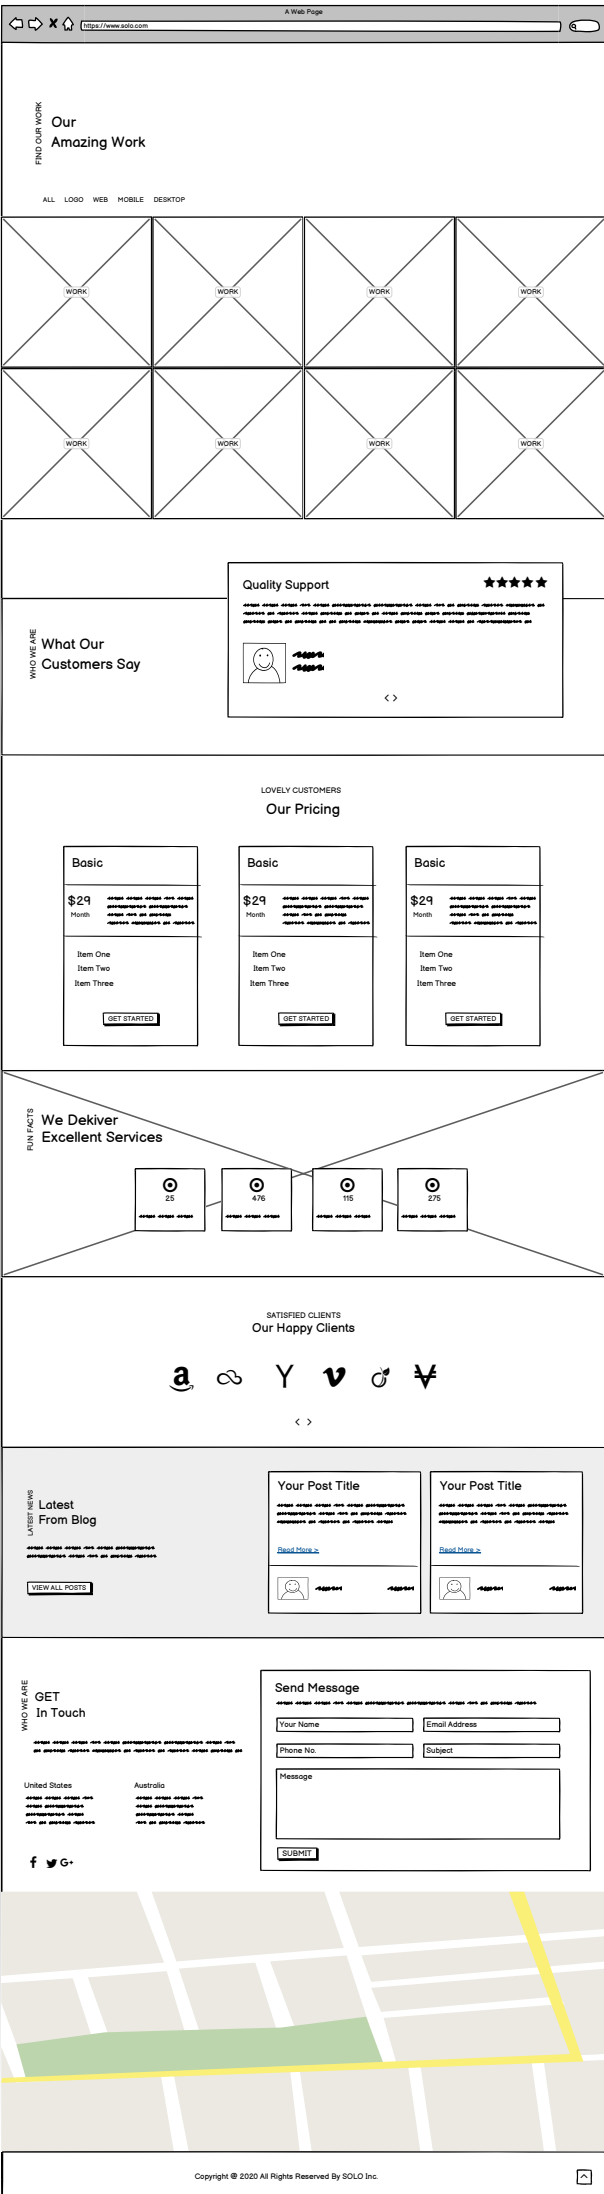 A Web Page
https://www.solo.com
FIND OUR WORK
Our
Amazing Work
ALL LOGO WEB MOBILE DESKTOP
WORK WORK WORK WORK
WORK WORK WORK WORK
Quality Support
WHO WE ARE
What Our
Customers Say
LOVELY CUSTOMERS
Our Pricing
Basic Basic Basic
$29 $29 $29
Month Month Month
Item One Item One Item One
Item Two Item Two Item Two
Item Three Item Three Item Three
GET STARTED GET STARTED GET STARTED
FUN FACTS
We Dekiver
Excellent Services
25 476 115 275
SATISFIED CLIENTS
Our Happy Clients
LATEST NEWS
Latest
From Blog
VIEW ALL POSTS
Your Post Title Your Post Title
Read More > Read More >
WHO WE ARE
GET
In Touch
United States Australia
G+
Send Message
Your Name Email Address
Phone No. Subject
Message
SUBMIT
Copyright @ 2020 All Rights Reserved By SOLO Inc.